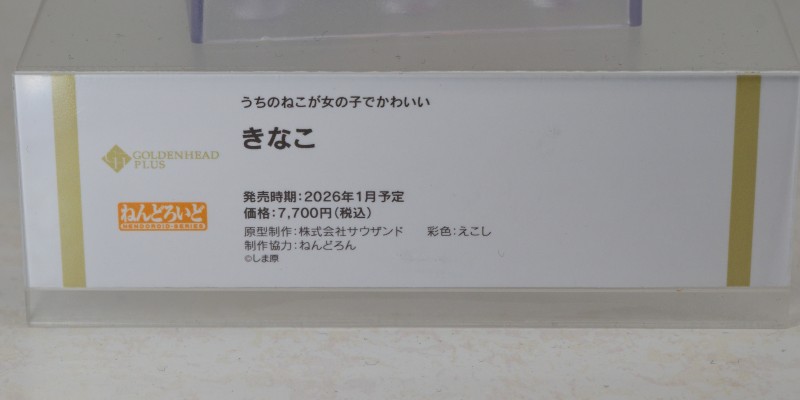 うちのねこが女の子でかわいい
きなこ
GOLDENHEAD
PLUS
ねんどろいど
NENDOROID SERIES
発売時期：2026年1月予定
価格：7,700円（税込）
原型制作：株式会社サウザンド　彩色：えこし
制作協力：ねんどろん
©しま原